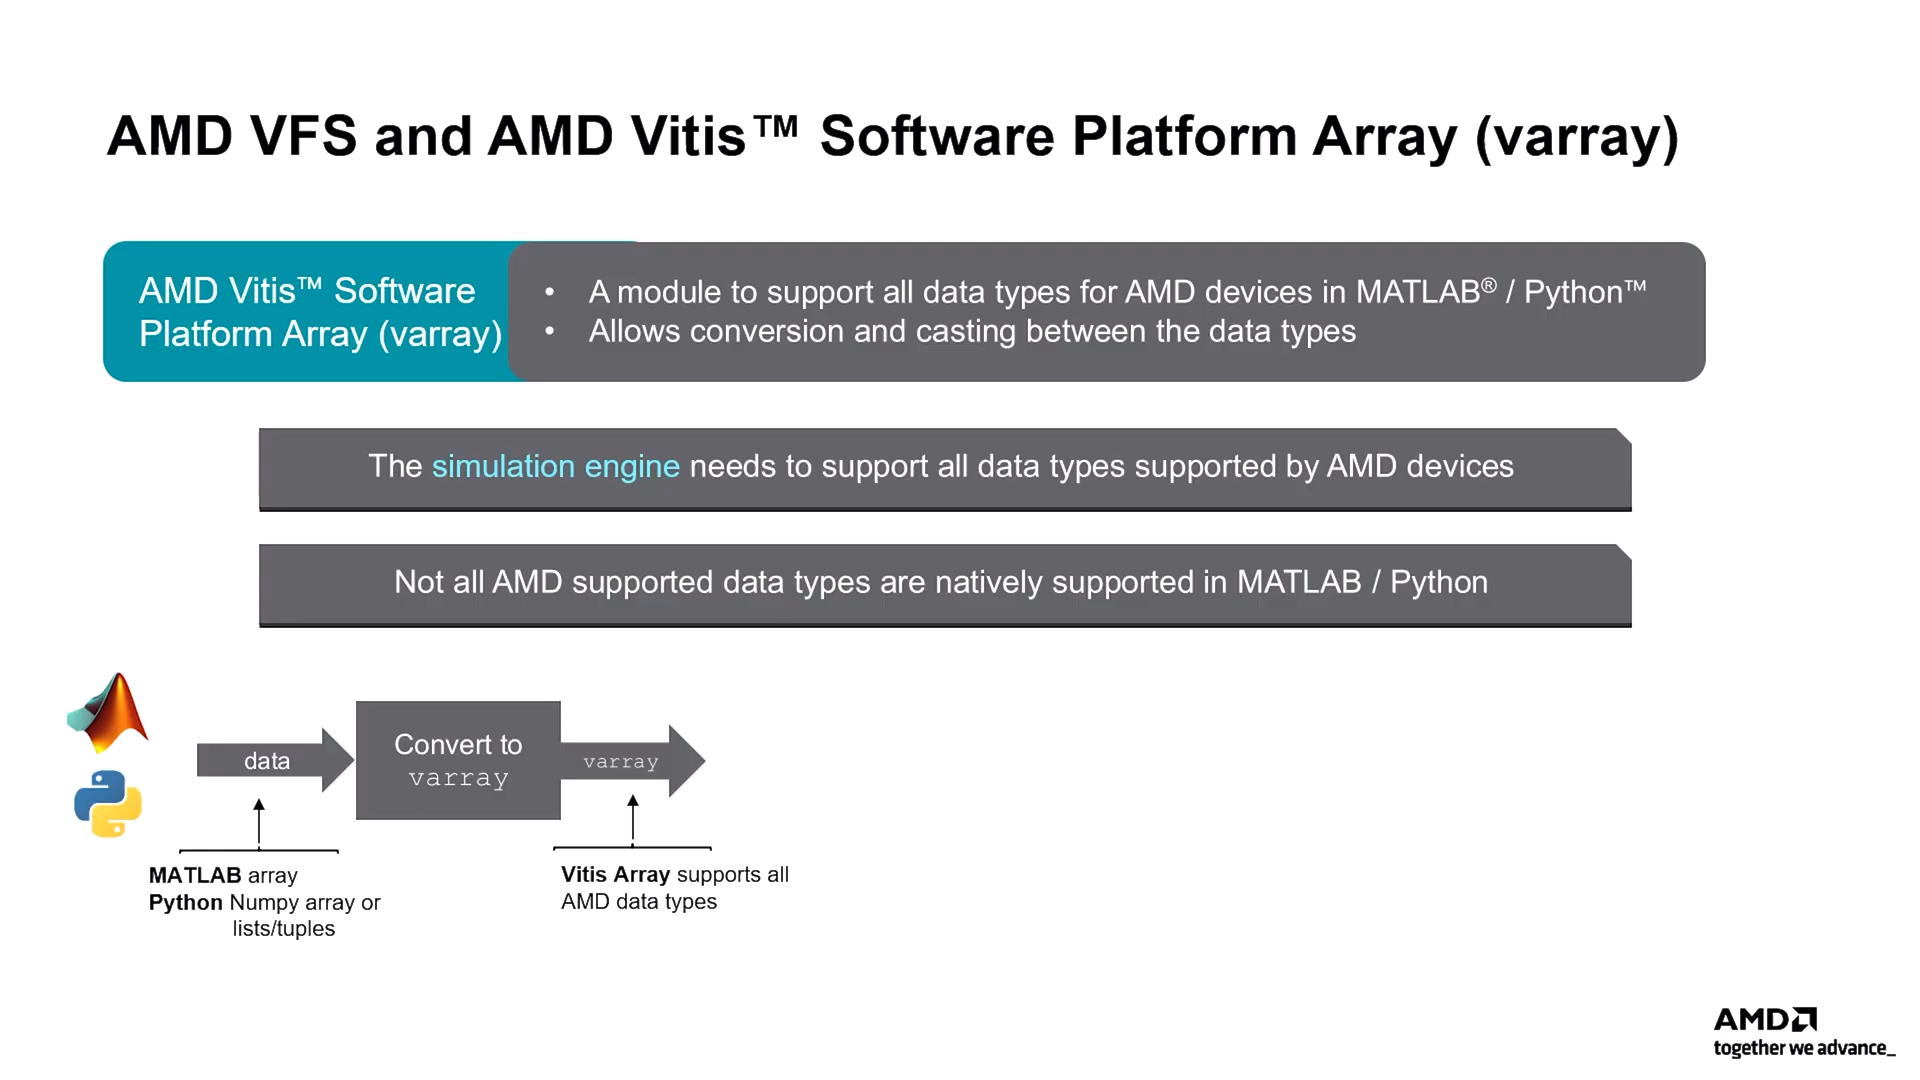 AMD VFS and AMD Vitis™ Software Platform Array (varray)
AMD Vitis™ Software
Platform Array (varray)
• A module to support all data types for AMD devices in MATLAB® / Python™
• Allows conversion and casting between the data types
The simulation engine needs to support all data types supported by AMD devices
Not all AMD supported data types are natively supported in MATLAB / Python
data
Convert to
varray
varray
MATLAB array
Python Numpy array or
lists/tuples
Vitis Array supports all
AMD data types
AMD
together we advance_